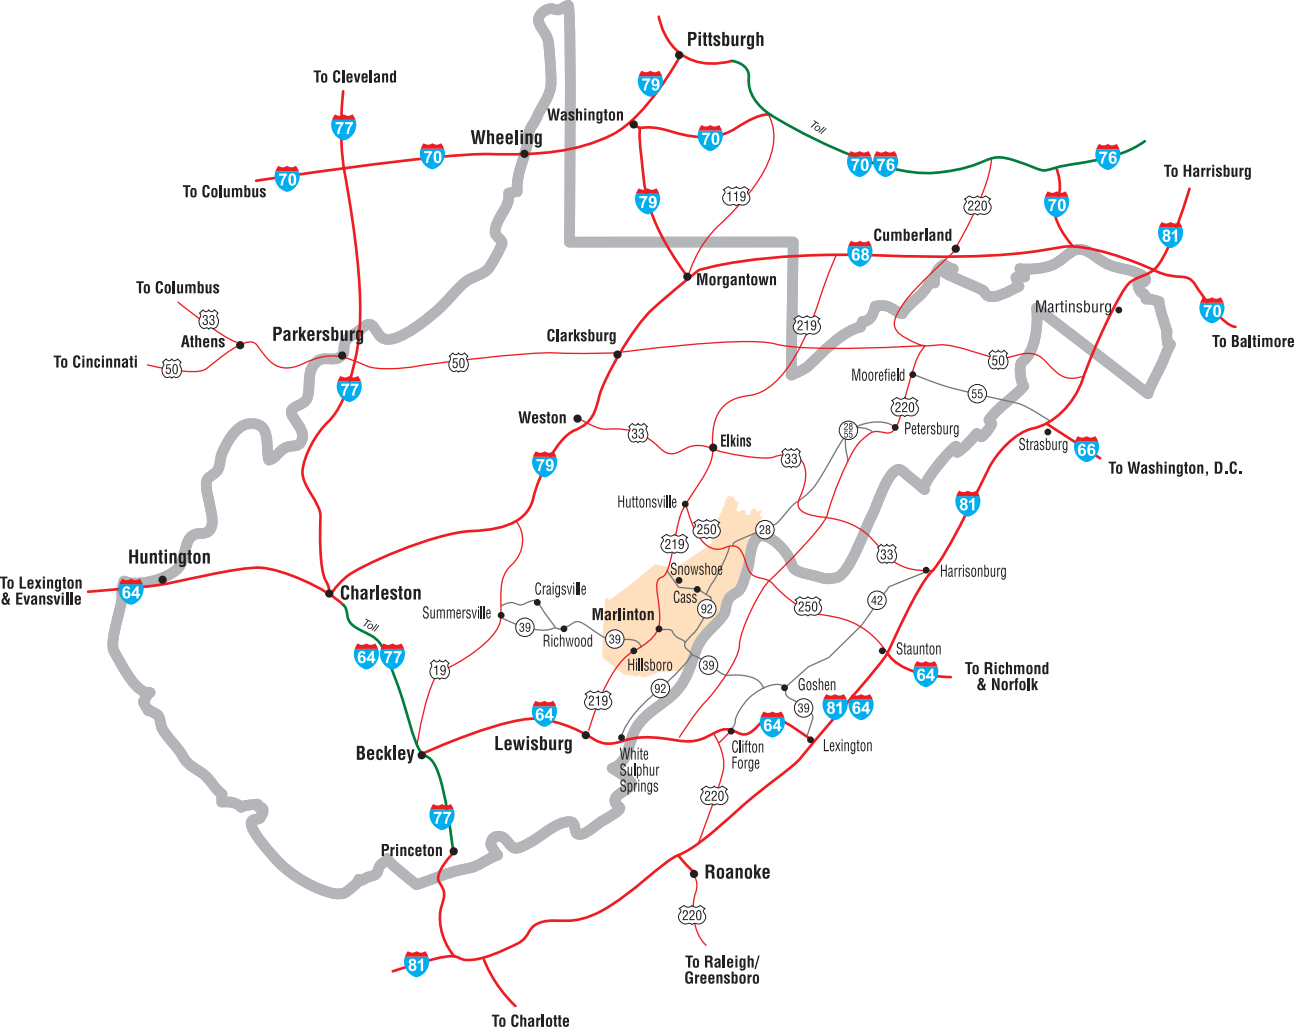 Pittsburgh
To Cleveland
79
Washington
77
Toll
Wheeling
70
70
70
To Columbus
70
76
76
To Harrisburg
119
79
220
70
81
Cumberland
68
Morgantown
To Columbus
33
Athens
Parkersburg
To Cincinnati
50
50
Clarksburg
219
Martinsburg
70
To Baltimore
50
77
Moorefield
55
220
Weston
33
Elkins
28
55
Petersburg
Strasburg
66
To Washington, D.C.
79
33
Huttonsville
81
250
28
219
33
Huntington
To Lexington
& Evansville
64
Charleston
Snowshoe
Cass
92
Harrisonburg
42
Craigsville
Summersville
39
Richwood
Marlinton
39
250
Toll
64
77
Hillsboro
39
Staunton
64
To Richmond
& Norfolk
19
92
Goshen
219
39
81
64
64
64
Lewisburg
Beckley
White
Sulphur
Springs
Clifton
Forge
Lexington
220
77
Princeton
Roanoke
220
To Raleigh/
Greensboro
81
To Charlotte